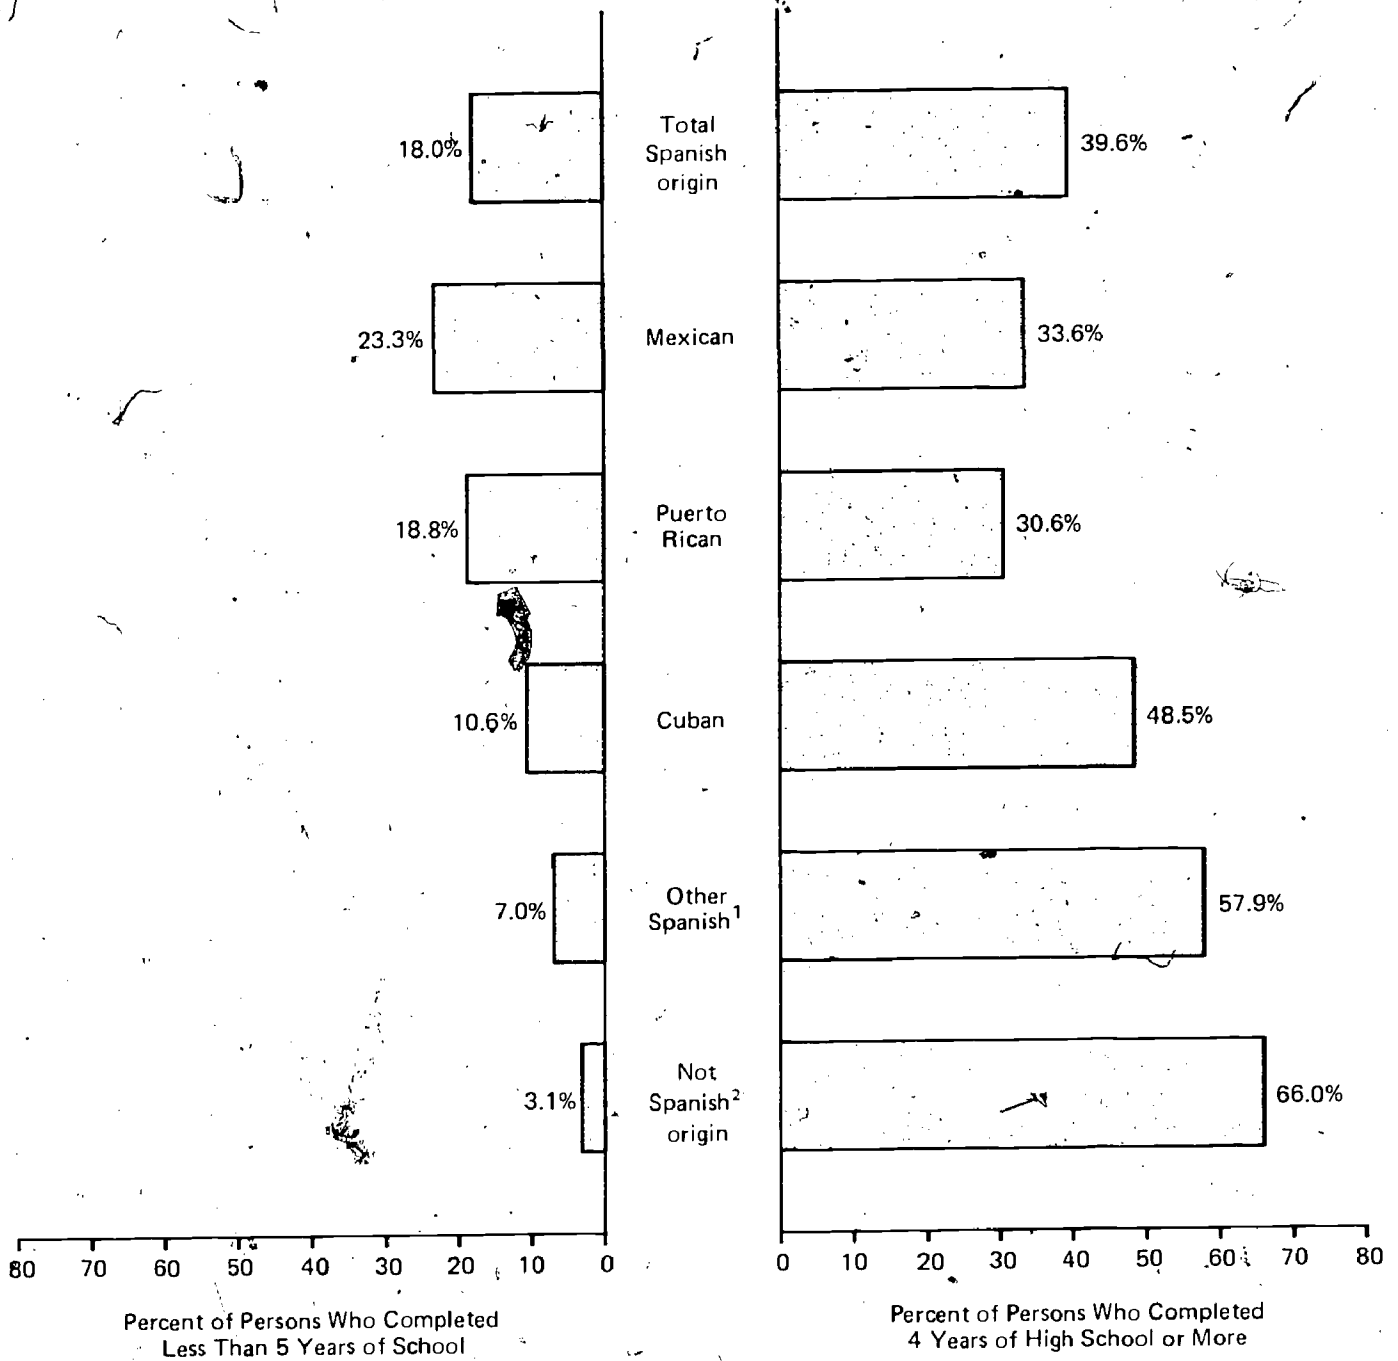 18.0%
Total
Spanish
origin
39.6%
23.3%
Mexican
33.6%
18.8%
Puerto
Rican
30.6%
10.6%
Cuban
48.5%
7.0%
Other
Spanish1
57.9%
3.1%
Not
Spanish2
origin
66.0%
80 70 60 50 40 30 20 10 0
0 10 20 30 40 50 60 70 80
Percent of Persons Who Completed
Less Than 5 Years of School
Percent of Persons Who Completed
4 Years of High School or More